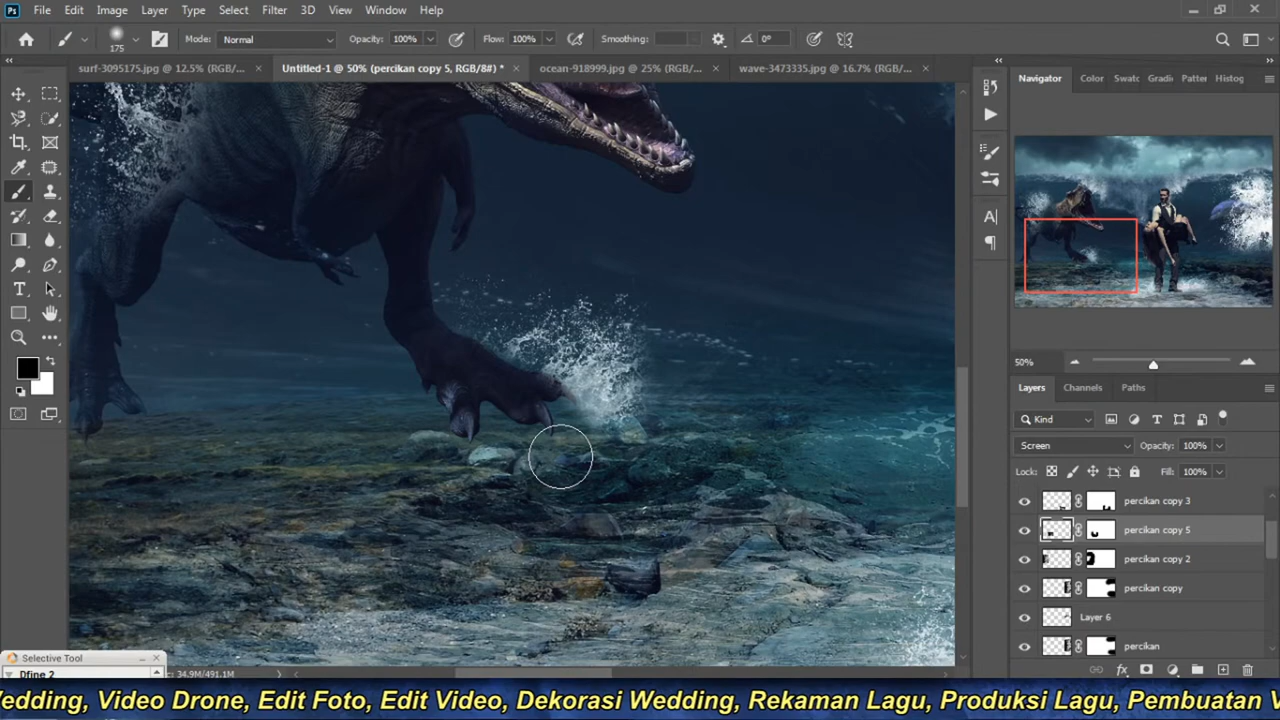 Ps File Edit Image Layer Type Select Filter 3D View Window Help
175 Mode: Normal Opacity: 100% Flow: 100% Smoothing: 0°
surf-3095175.jpg @ 12.5% (RGB/... × Untitled-1 @ 50% (percikan copy 5, RGB/8#) * × ocean-918999.jpg @ 25% (RGB/... × wave-3473335.jpg @ 16.7% (RGB/... ×
Navigator Color Swatc Gradi Patter Histog
50%
Layers Channels Paths
Kind
Screen Opacity: 100%
Lock: Fill: 100%
percikan copy 3
percikan copy 5
percikan copy 2
percikan copy
Layer 6
percikan
Selective Tool
Dfine 2
: 34.9M/491.1M
Wedding, Video Drone, Edit Foto, Edit Video, Dekorasi Wedding, Rekaman Lagu, Produksi Lagu, Pembuatan